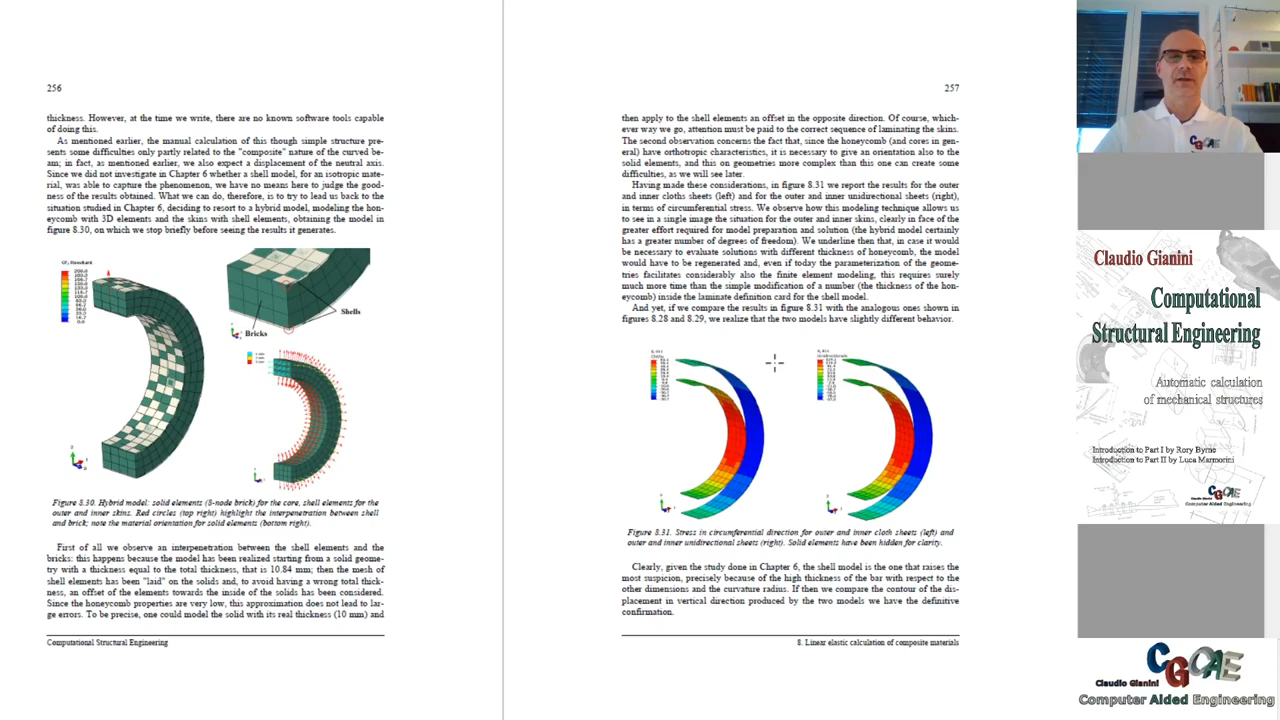 256
thickness. However, at the time we write, there are no known software tools capable
of doing this.
As mentioned earlier, the manual calculation of this though simple structure pre-
sents some difficulties only partly related to the "composite" nature of the curved be-
am; in fact, as mentioned earlier, we also expect a displacement of the neutral axis.
Since we did not investigate in Chapter 6 whether a shell model, for an isotropic mate-
rial, was able to capture the phenomenon, we have no means here to judge the good-
ness of the results obtained. What we can do, therefore, is to try to lead us back to the
situation studied in Chapter 6, deciding to resort to a hybrid model, modeling the hon-
eycomb with 3D elements and the skins with shell elements, obtaining the model in
figure 8.30, on which we stop briefly before seeing the results it generates.
CF, Resultant
Shells
Bricks
Figure 8.30. Hybrid model: solid elements (8-node brick) for the core, shell elements for the
outer and inner skins. Red circles (top right) highlight the interpenetration between shell
and brick; note the material orientation for solid elements (bottom right).
First of all we observe an interpenetration between the shell elements and the
bricks: this happens because the model has been realized starting from a solid geome-
try with a thickness equal to the total thickness, that is 10.84 mm; then the mesh of
shell elements has been "laid" on the solids and, to avoid having a wrong total thick-
ness, an offset of the elements towards the inside of the solids has been considered.
Since the honeycomb properties are very low, this approximation does not lead to lar-
ge errors. To be precise, one could model the solid with its real thickness (10 mm) and
Computational Structural Engineering
257
then apply to the shell elements an offset in the opposite direction. Of course, which-
ever way we go, attention must be paid to the correct sequence of laminating the skins.
The second observation concerns the fact that, since the honeycomb (and cores in gen-
eral) have orthotropic characteristics, it is necessary to give an orientation also to the
solid elements, and this on geometries more complex than this one can create some
difficulties, as we will see later.
Having made these considerations, in figure 8.31 we report the results for the outer
and inner cloths sheets (left) and for the outer and inner unidirectional sheets (right),
in terms of circumferential stress. We observe how this modeling technique allows us
to see in a single image the situation for the outer and inner skins, clearly in face of the
greater effort required for model preparation and solution (the hybrid model certainly
has a greater number of degrees of freedom). We underline then that, in case it would
be necessary to evaluate solutions with different thickness of honeycomb, the model
would have to be regenerated and, even if today the parameterization of the geome-
tries facilitates considerably also the finite element modeling, this requires surely
much more time than the simple modification of a number (the thickness of the hon-
eycomb) inside the laminate definition card for the shell model.
And yet, if we compare the results in figure 8.31 with the analogous ones shown in
figures 8.28 and 8.29, we realize that the two models have slightly different behavior.
Figure 8.31. Stress in circumferential direction for outer and inner cloth sheets (left) and
outer and inner unidirectional sheets (right). Solid elements have been hidden for clarity.
Clearly, given the study done in Chapter 6, the shell model is the one that raises the
most suspicion, precisely because of the high thickness of the bar with respect to the
other dimensions and the curvature radius. If then we compare the contour of the dis-
placement in vertical direction produced by the two models we have the definitive
confirmation.
8. Linear elastic calculation of composite materials
Claudio Gianini
Computational
Structural Engineering
Automatic calculation
of mechanical structures
Introduction to Part I by Rory Byrne
Introduction to Part II by Luca Marmorini
CGCAE
Computer Aided Engineering
CGCAE
Claudio Gianini
Computer Aided Engineering